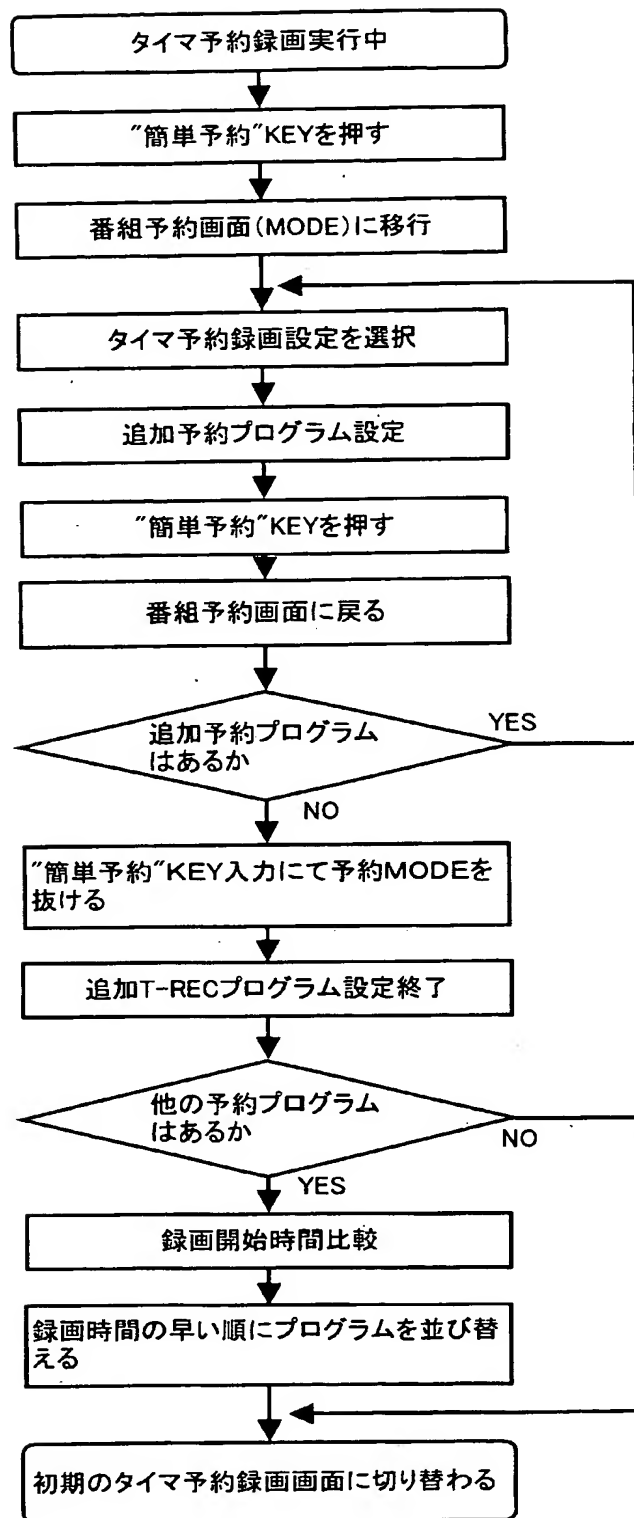 タイマ予約録画実行中
"簡単予約"KEYを押す
番組予約画面(MODE)に移行
タイマ予約録画設定を選択
追加予約プログラム設定
"簡単予約"KEYを押す
番組予約画面に戻る
追加予約プログラム
はあるか
YES
NO
"簡単予約"KEY入力にて予約MODEを
抜ける
追加T-RECプログラム設定終了
他の予約プログラム
はあるか
NO
YES
録画開始時間比較
録画時間の早い順にプログラムを並び替
える
初期のタイマ予約録画画面に切り替わる